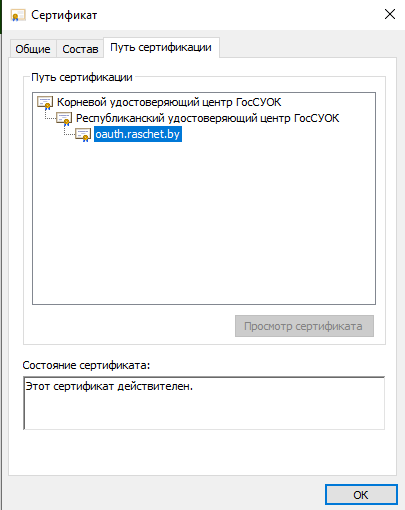 Сертификат
Общие
Состав
Путь сертификации
Путь сертификации
Корневой удостоверяющий центр ГосСУОК
Республиканский удостоверяющий центр ГосСУОК
oauth.raschet.by
Просмотр сертификата
Состояние сертификата:
Этот сертификат действителен.
ОК